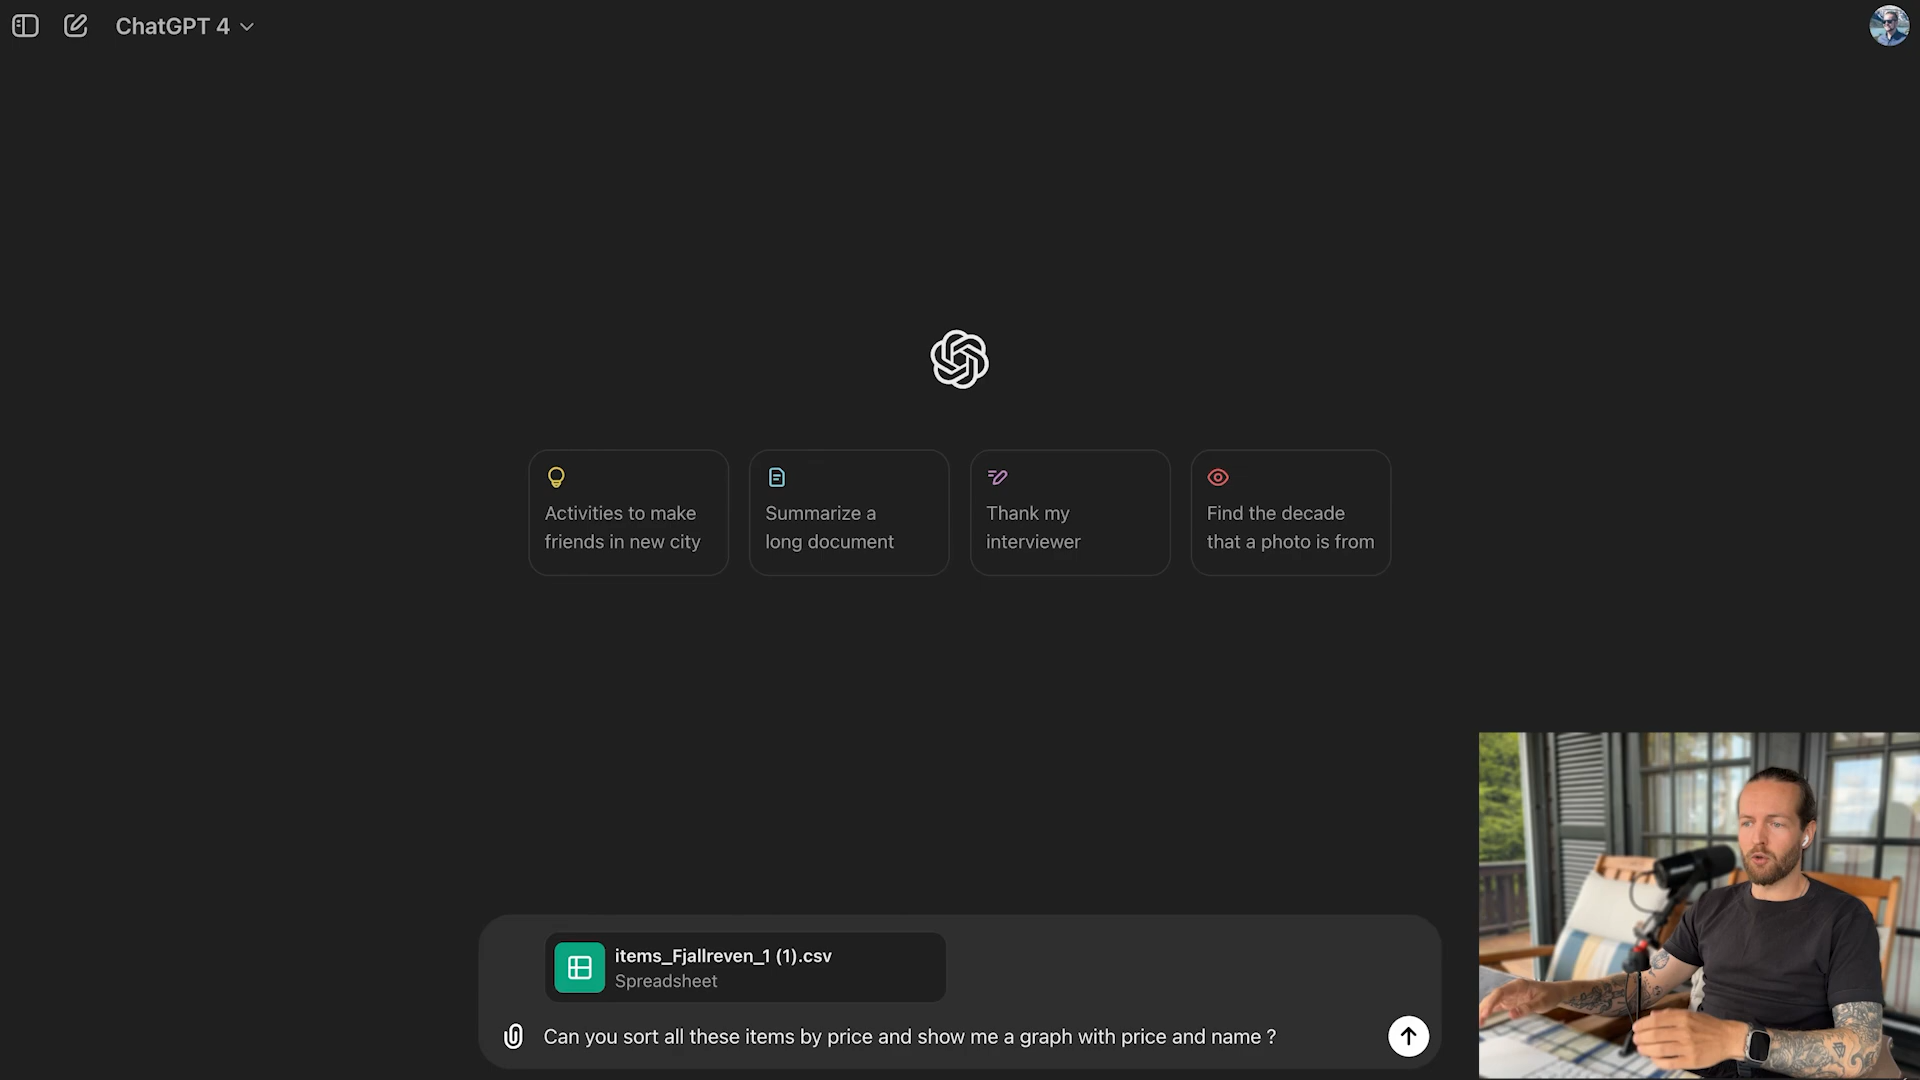 ChatGPT 4
Activities to make
friends in new city
Summarize a
long document
Thank my
interviewer
Find the decade
that a photo is from
items_Fjallreven_1 (1).csv
Spreadsheet
Can you sort all these items by price and show me a graph with price and name ?